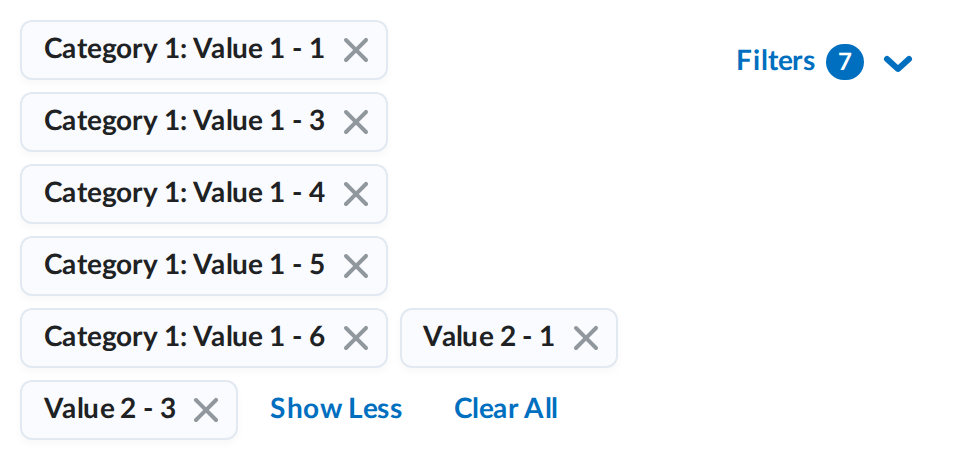 Category 1: Value 1 - 1
Filters 7
Category 1: Value 1 - 3
Category 1: Value 1 - 4
Category 1: Value 1 - 5
Category 1: Value 1 - 6
Value 2 - 1
Value 2 - 3
Show Less
Clear All